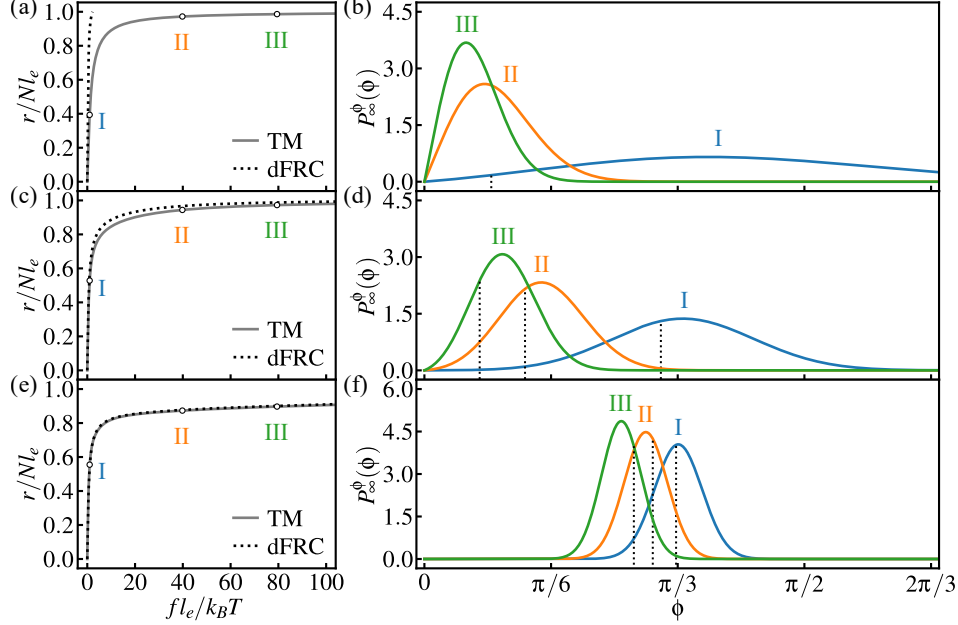 (a)
1.0
0.8
0.6
0.4
0.2
0.0
r/Nl_e
I
II
III
TM
dFRC
(b)
4.5
3.0
1.5
0.0
P^ϕ_∞(ϕ)
III
II
I
(c)
1.0
0.8
0.6
0.4
0.2
0.0
r/Nl_e
I
II
III
TM
dFRC
(d)
4.5
3.0
1.5
0.0
P^ϕ_∞(ϕ)
III
II
I
(e)
1.0
0.8
0.6
0.4
0.2
0.0
r/Nl_e
I
II
III
TM
dFRC
0 20 40 60 80 100
fl_e/k_BT
(f)
6.0
4.5
3.0
1.5
0.0
P^ϕ_∞(ϕ)
III
II
I
0 π/6 π/3 π/2 2π/3
ϕ